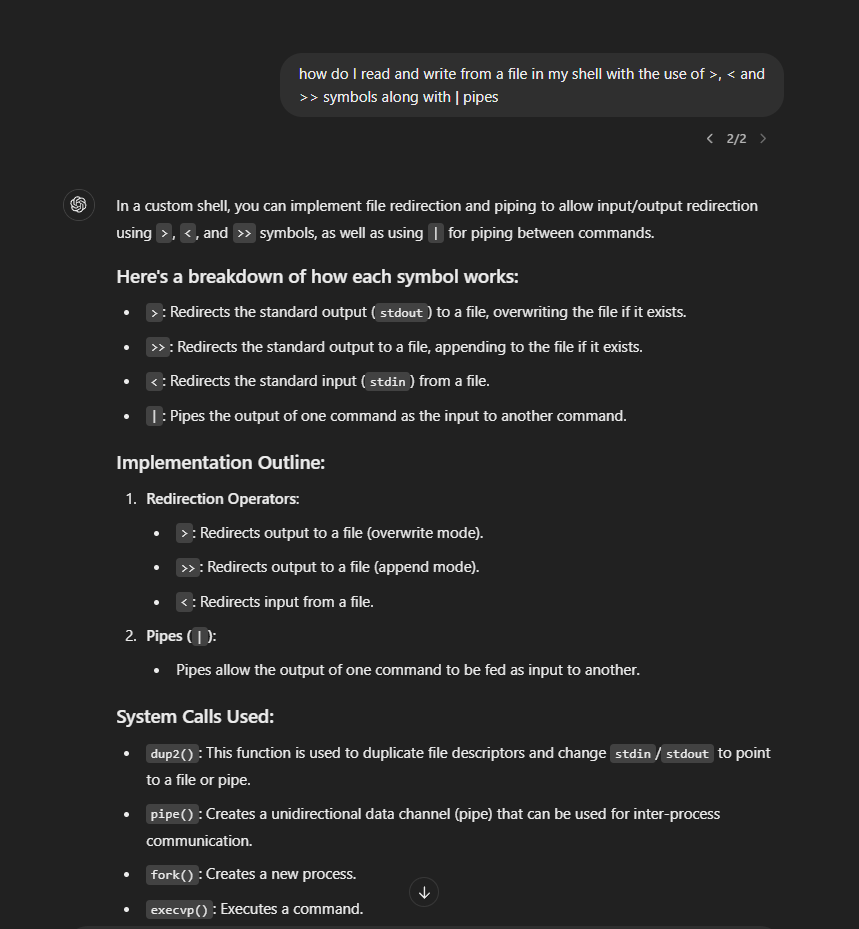 how do I read and write from a file in my shell with the use of >, < and
>> symbols along with | pipes
< 2/2 >
In a custom shell, you can implement file redirection and piping to allow input/output redirection
using >, <, and >> symbols, as well as using | for piping between commands.
Here's a breakdown of how each symbol works:
• >: Redirects the standard output (stdout) to a file, overwriting the file if it exists.
• >>: Redirects the standard output to a file, appending to the file if it exists.
• <: Redirects the standard input (stdin) from a file.
• |: Pipes the output of one command as the input to another command.
Implementation Outline:
1. Redirection Operators:
• >: Redirects output to a file (overwrite mode).
• >>: Redirects output to a file (append mode).
• <: Redirects input from a file.
2. Pipes (|):
• Pipes allow the output of one command to be fed as input to another.
System Calls Used:
• dup2(): This function is used to duplicate file descriptors and change stdin/stdout to point
to a file or pipe.
• pipe(): Creates a unidirectional data channel (pipe) that can be used for inter-process
communication.
• fork(): Creates a new process.
• execvp(): Executes a command.